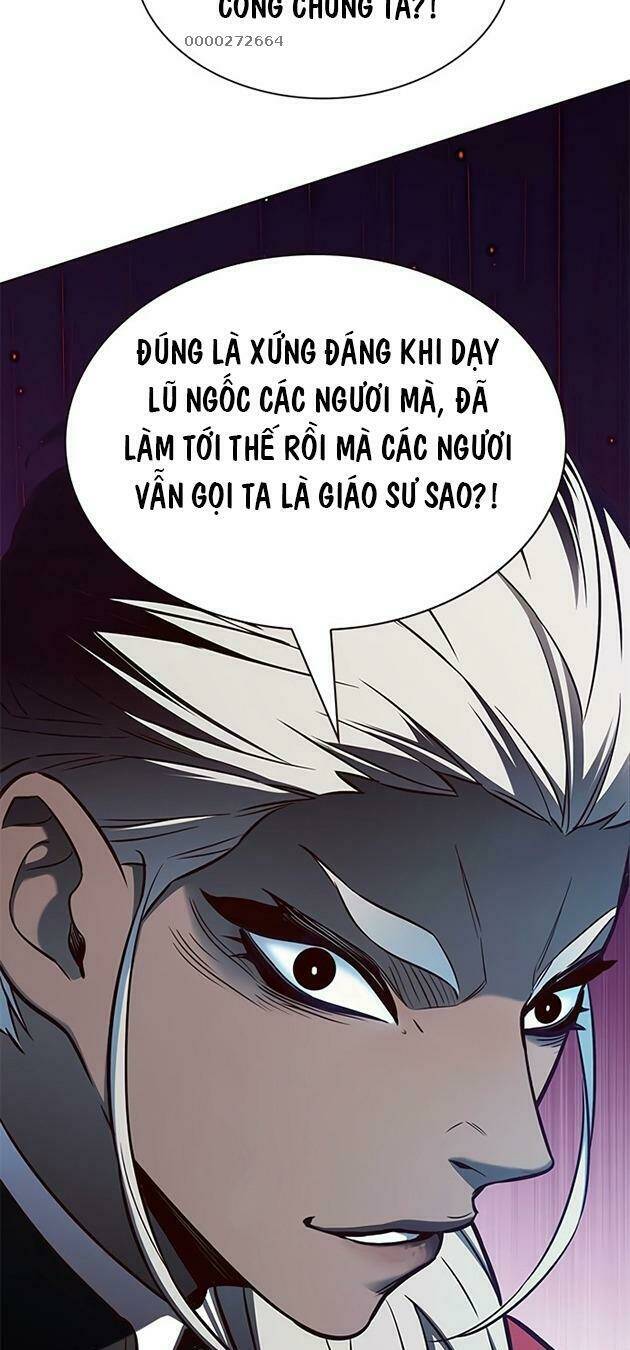 CÔNG CHÚNG TA?!
0000272664
ĐÚNG LÀ XỨNG ĐÁNG KHI DẠY
LŨ NGỐC CÁC NGƯƠI MÀ, ĐÃ
LÀM TỚI THẾ RỒI MÀ CÁC NGƯƠI
VẪN GỌI TA LÀ GIÁO SƯ SAO?!